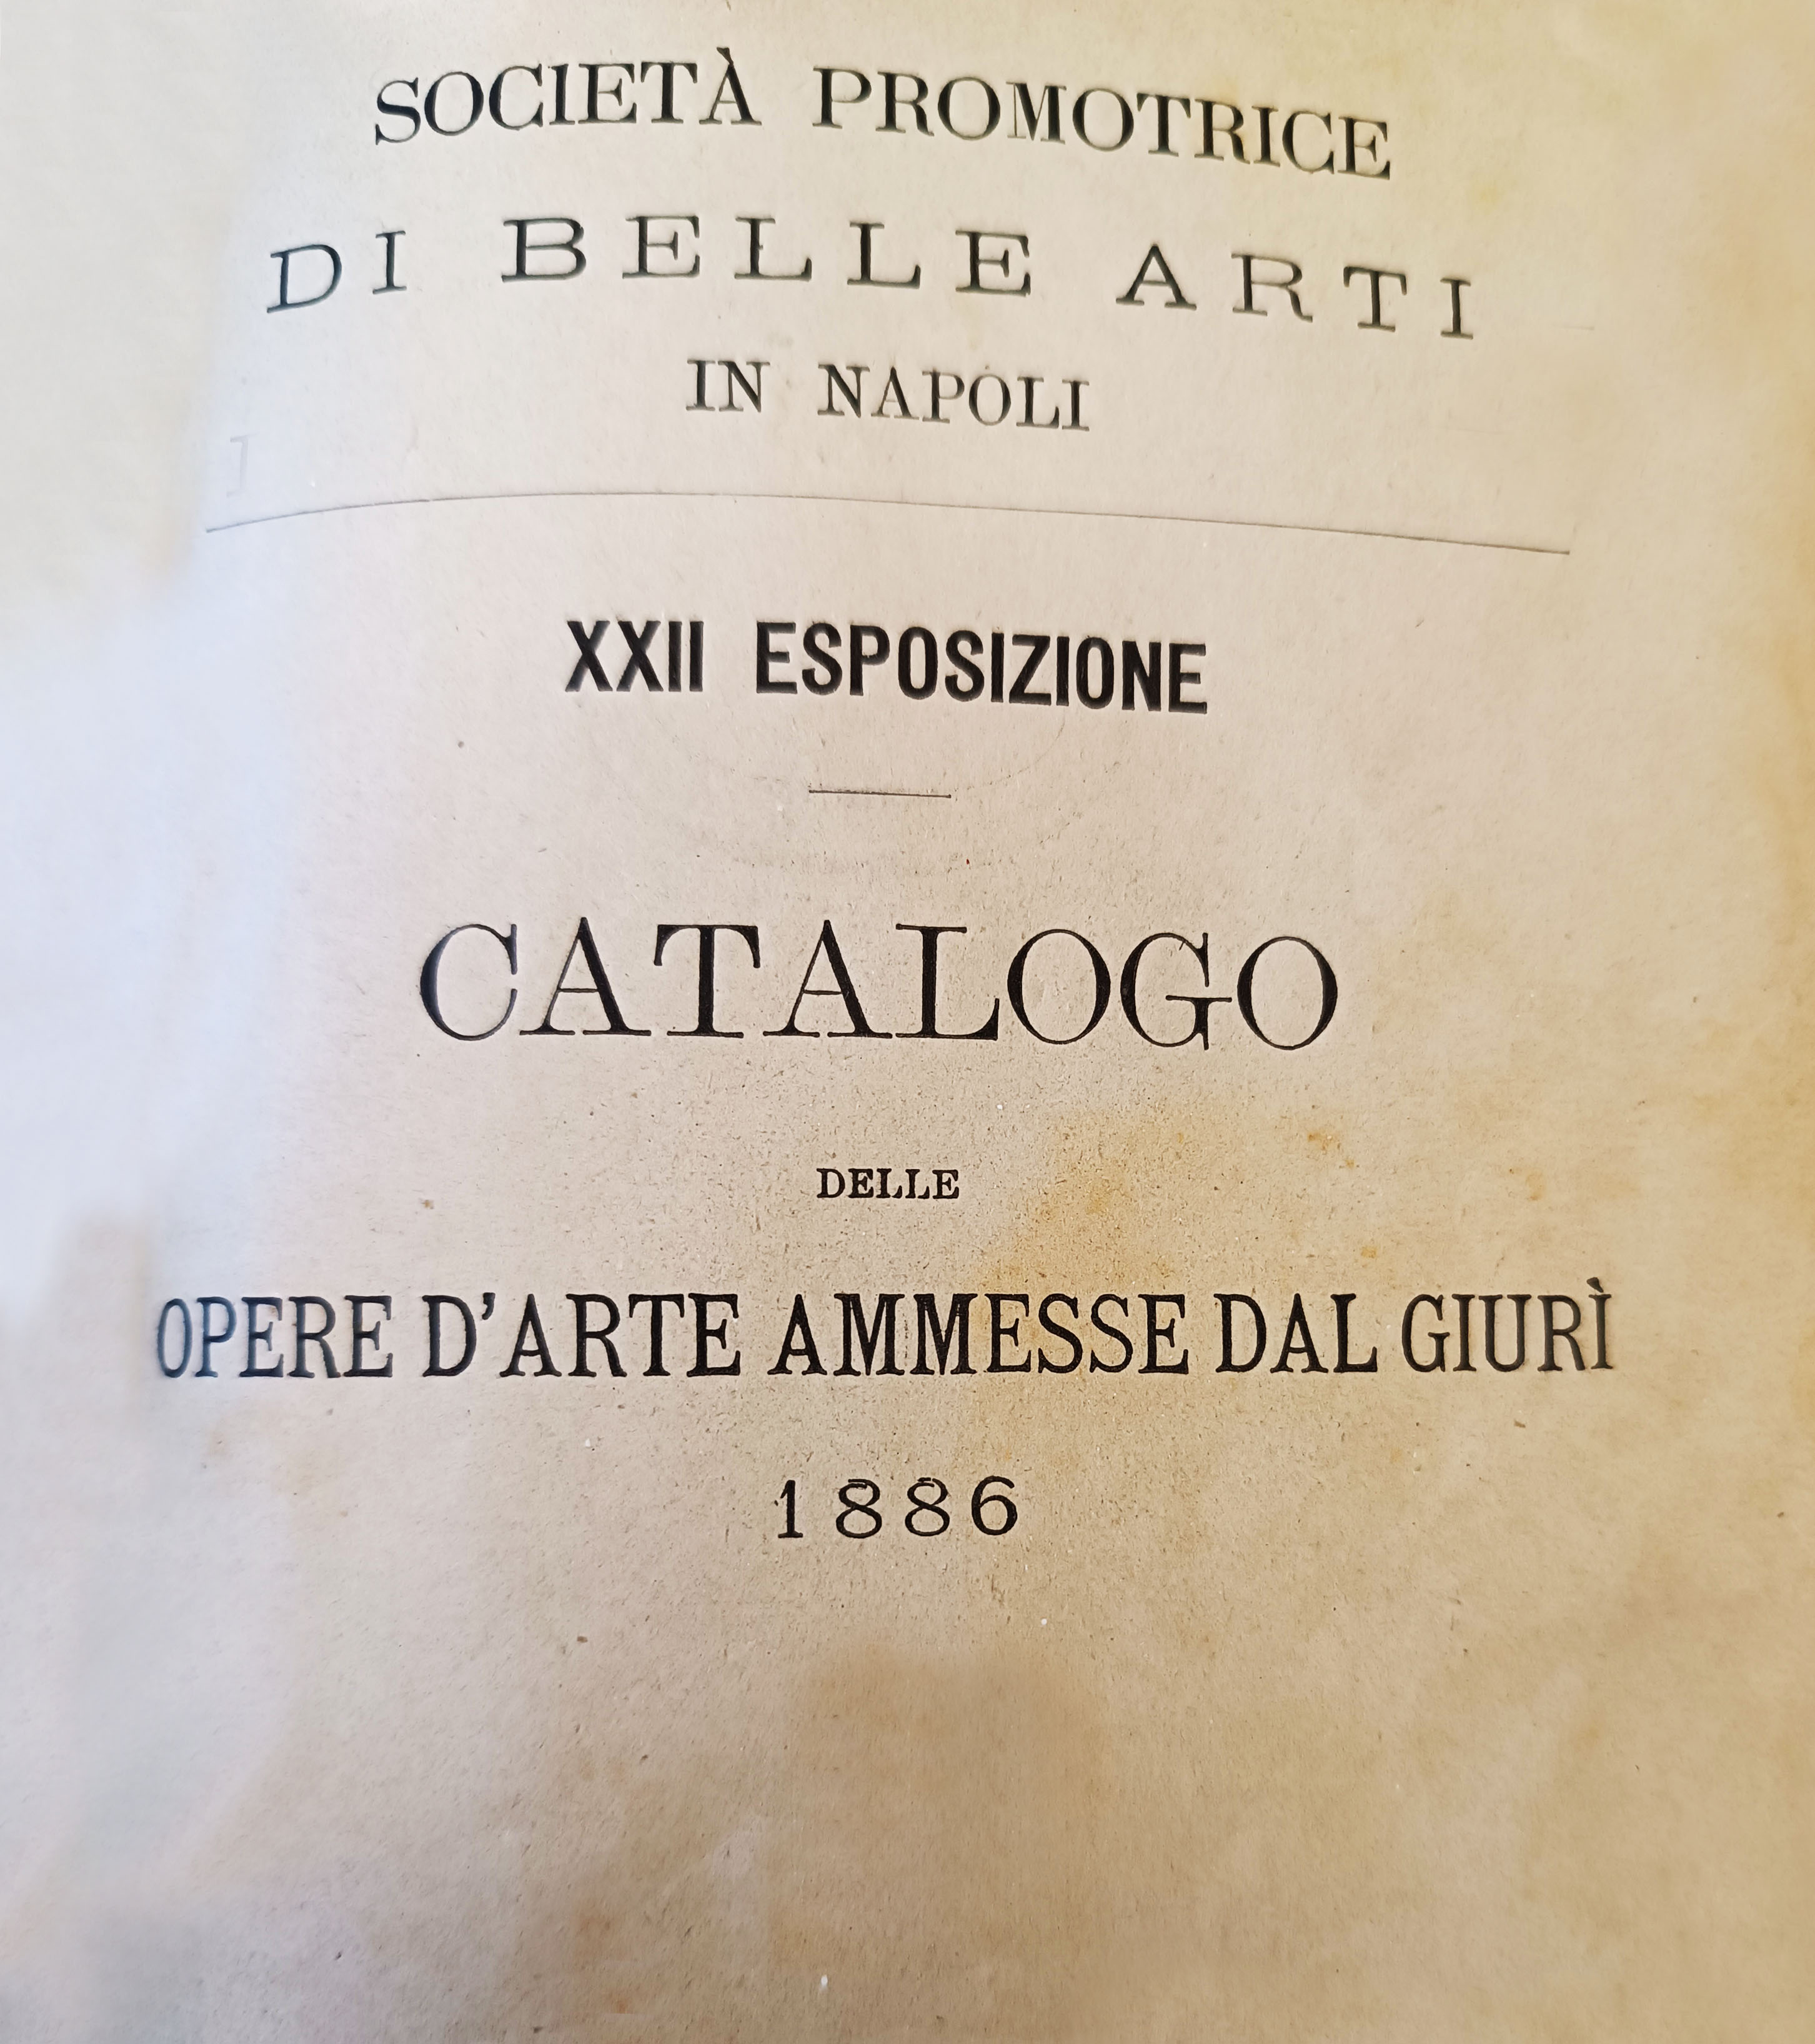 SOCIETÀ PROMOTRICE
DI BELLE ARTI
IN NAPOLI
XXII ESPOSIZIONE
CATALOGO
DELLE
OPERE D'ARTE AMMESSE DAL GIURÌ
1886